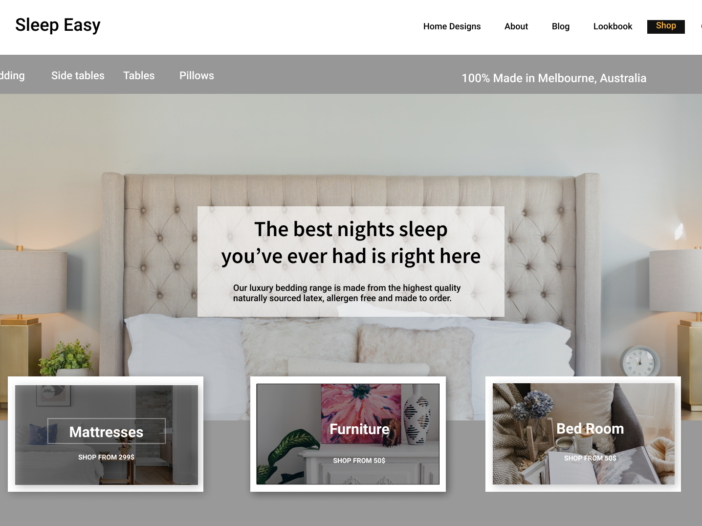 Sleep Easy
Home Designs About Blog Lookbook Shop
dding Side tables Tables Pillows
100% Made in Melbourne, Australia
The best nights sleep
you’ve ever had is right here
Our luxury bedding range is made from the highest quality
naturally sourced latex, allergen free and made to order.
Mattresses
SHOP FROM 299$
Furniture
SHOP FROM 50$
Bed Room
SHOP FROM 80$